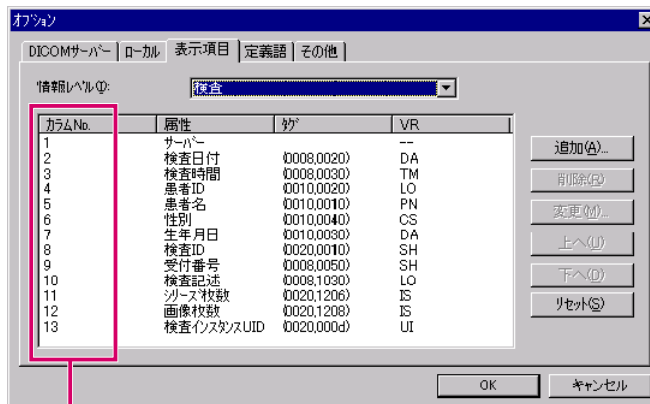 オプション
DICOMサーバー ローカル 表示項目 定義語 その他
情報レベル(I): 検査
カラムNo. 属性 タグ VR
1 サーバー --
2 検査日付 (0008,0020) DA
3 検査時間 (0008,0030) TM
4 患者ID (0010,0020) LO
5 患者名 (0010,0010) PN
6 性別 (0010,0040) CS
7 生年月日 (0010,0030) DA
8 検査ID (0020,0010) SH
9 受付番号 (0008,0050) SH
10 検査記述 (0008,1030) LO
11 シリーズ枚数 (0020,1206) IS
12 画像枚数 (0020,1208) IS
13 検査インスタンスUID (0020,000d) UI
追加(A)...
削除(R)
変更(M)...
上へ(U)
下へ(D)
リセット(S)
OK キャンセル